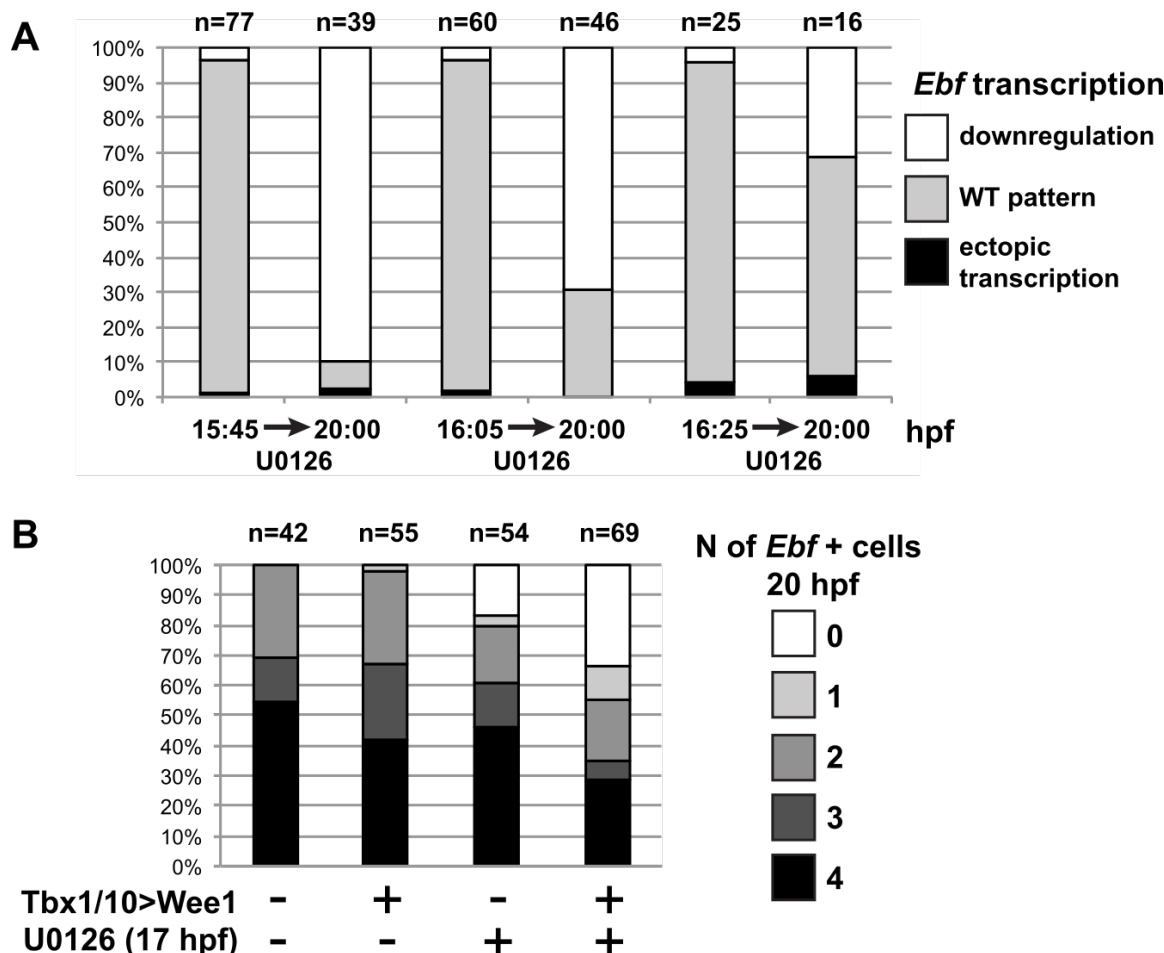 A
n=77 n=39 n=60 n=46 n=25 n=16
100%
90%
80%
70%
60%
50%
40%
30%
20%
10%
0%
15:45 → 20:00 16:05 → 20:00 16:25 → 20:00 hpf
U0126 U0126 U0126
Ebf transcription
downregulation
WT pattern
ectopic
transcription
B
n=42 n=55 n=54 n=69
100%
90%
80%
70%
60%
50%
40%
30%
20%
10%
0%
Tbx1/10>Wee1 - + - +
U0126 (17 hpf) - - + +
N of Ebf + cells
20 hpf
0
1
2
3
4